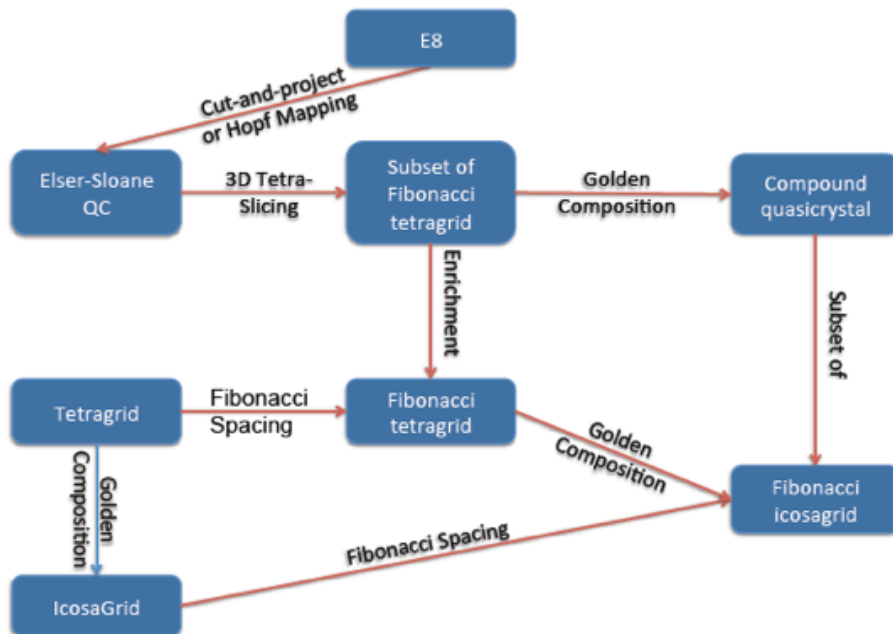 E8
Cut-and-project
or Hopf Mapping
Elser-Sloane
QC
3D Tetra-
Slicing
Subset of
Fibonacci
tetragrid
Golden
Composition
Compound
quasicrystal
Enrichment
Subset of
Tetragrid
Fibonacci
Spacing
Fibonacci
tetragrid
Golden
Composition
Golden
Composition
Fibonacci
icosagrid
Fibonacci Spacing
IcosaGrid